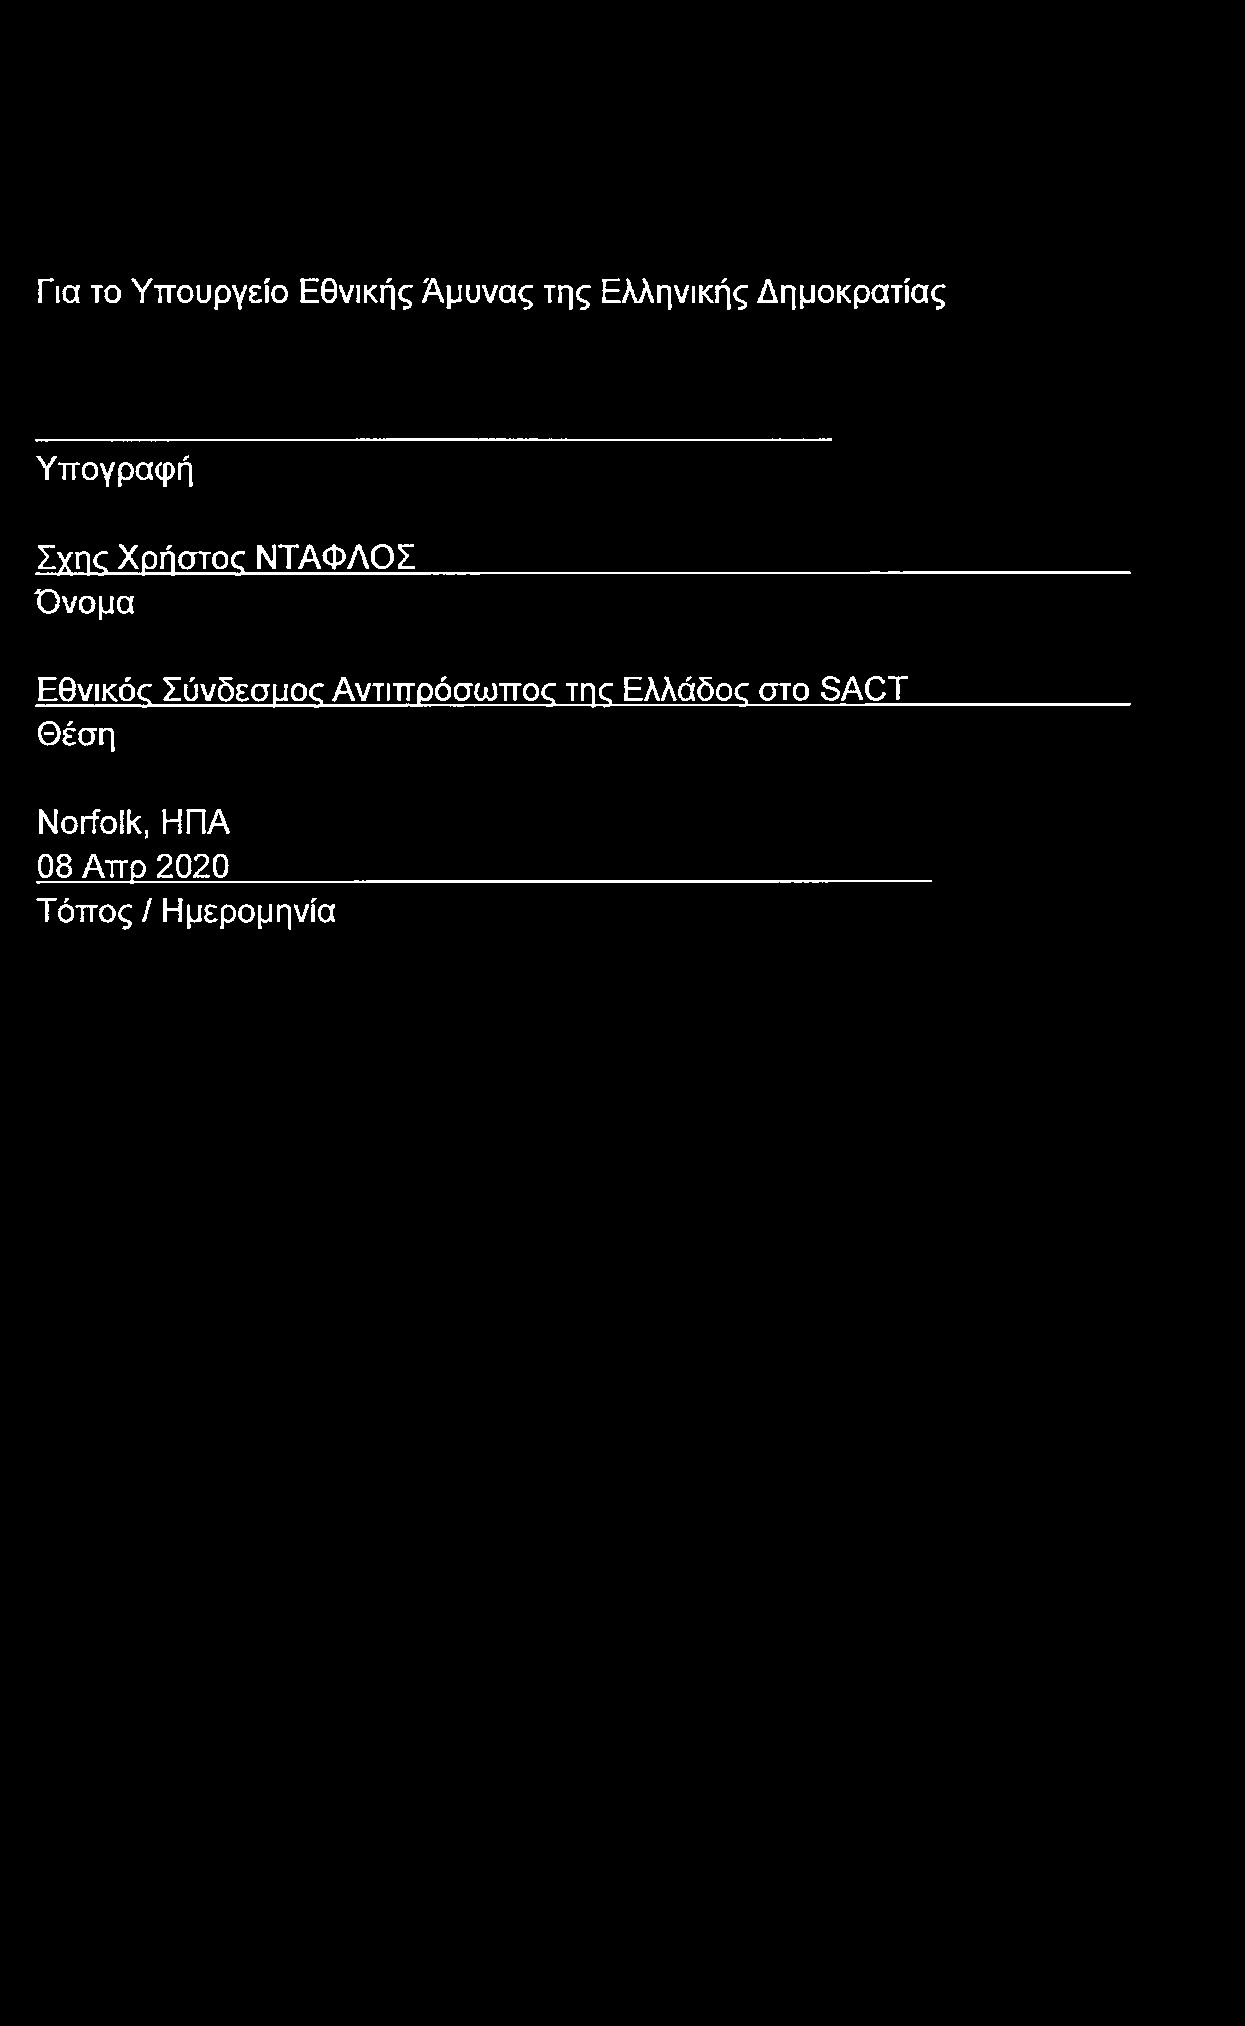 Για το Υπουργείο Εθνικής Άμυνας της Ελληνικής Δημοκρατίας
Υπογραφή
Σχης Χρήστος ΝΤΑΦΛΟΣ
Όνομα
Εθνικός Σύνδεσμος Αντιπρόσωπος της Ελλάδος στο SACT
Θέση
Norfolk, ΗΠΑ
08 Απρ 2020
Τόπος / Ημερομηνία